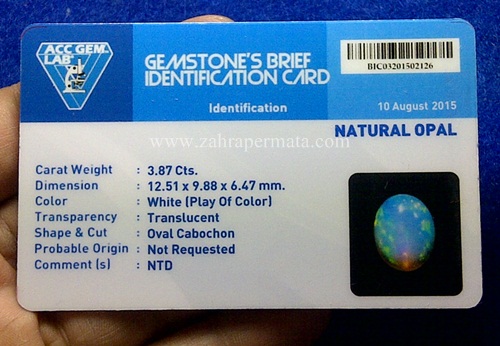 ACC GEM.
LAB
GEMSTONE'S BRIEF
IDENTIFICATION CARD
Identification
BIC03201502126
10 August 2015
www.zahrapermata.com
NATURAL OPAL
Carat Weight : 3.87 Cts.
Dimension : 12.51 x 9.88 x 6.47 mm.
Color : White (Play Of Color)
Transparency : Translucent
Shape & Cut : Oval Cabochon
Probable Origin : Not Requested
Comment (s) : NTD